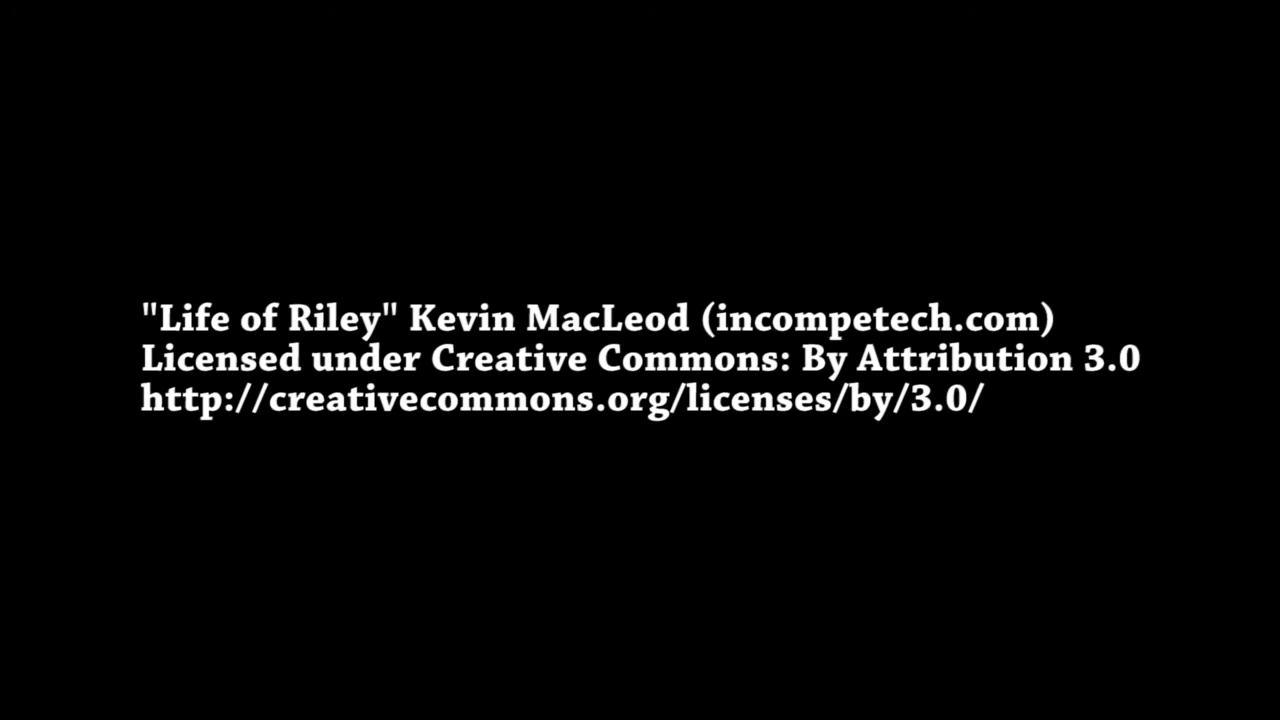 "Life of Riley" Kevin MacLeod (incompetech.com)
Licensed under Creative Commons: By Attribution 3.0
http://creativecommons.org/licenses/by/3.0/